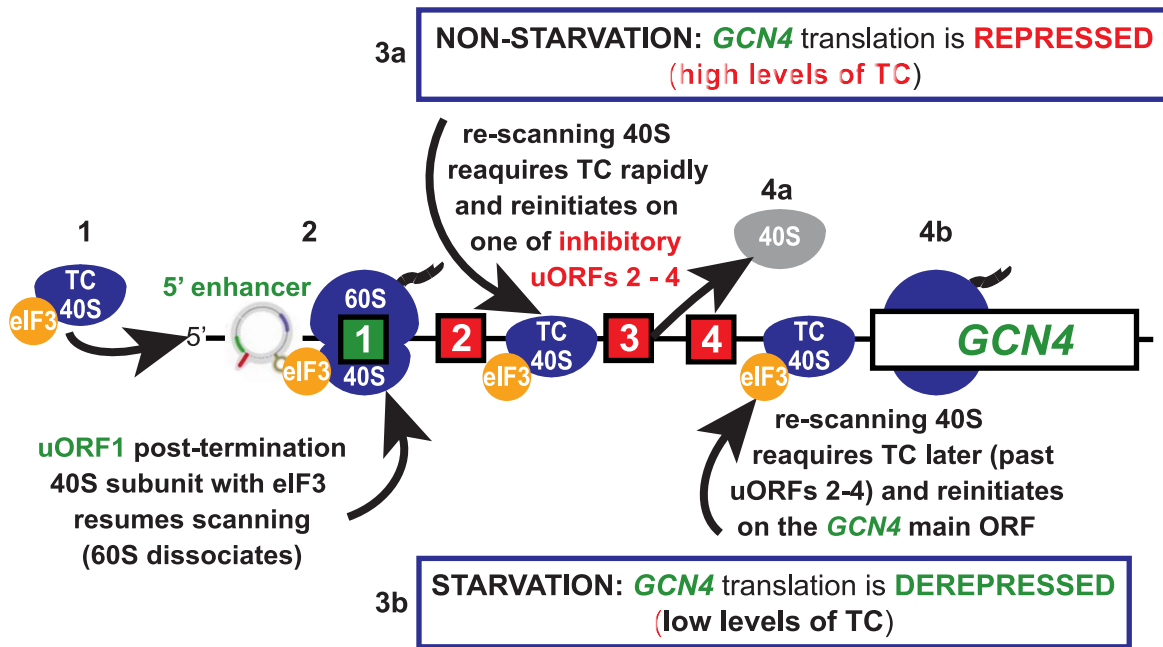 3a
NON-STARVATION: GCN4 translation is REPRESSED
(high levels of TC)
re-scanning 40S
reaquires TC rapidly
and reinitiates on
one of inhibitory
uORFs 2 - 4
4a
40S
1
TC
40S
eIF3
2
5' enhancer
5'
60S
1
eIF3
40S
2
TC
40S
eIF3
3
4
TC
40S
eIF3
4b
GCN4
uORF1 post-termination
40S subunit with eIF3
resumes scanning
(60S dissociates)
re-scanning 40S
reaquires TC later (past
uORFs 2-4) and reinitiates
on the GCN4 main ORF
3b
STARVATION: GCN4 translation is DEREPRESSED
(low levels of TC)